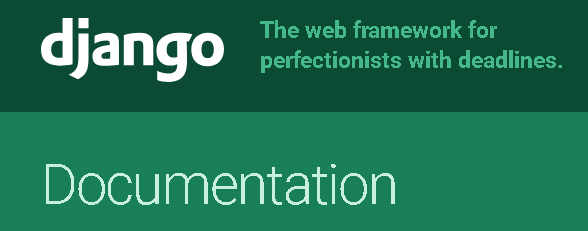 django
The web framework for
perfectionists with deadlines.
Documentation